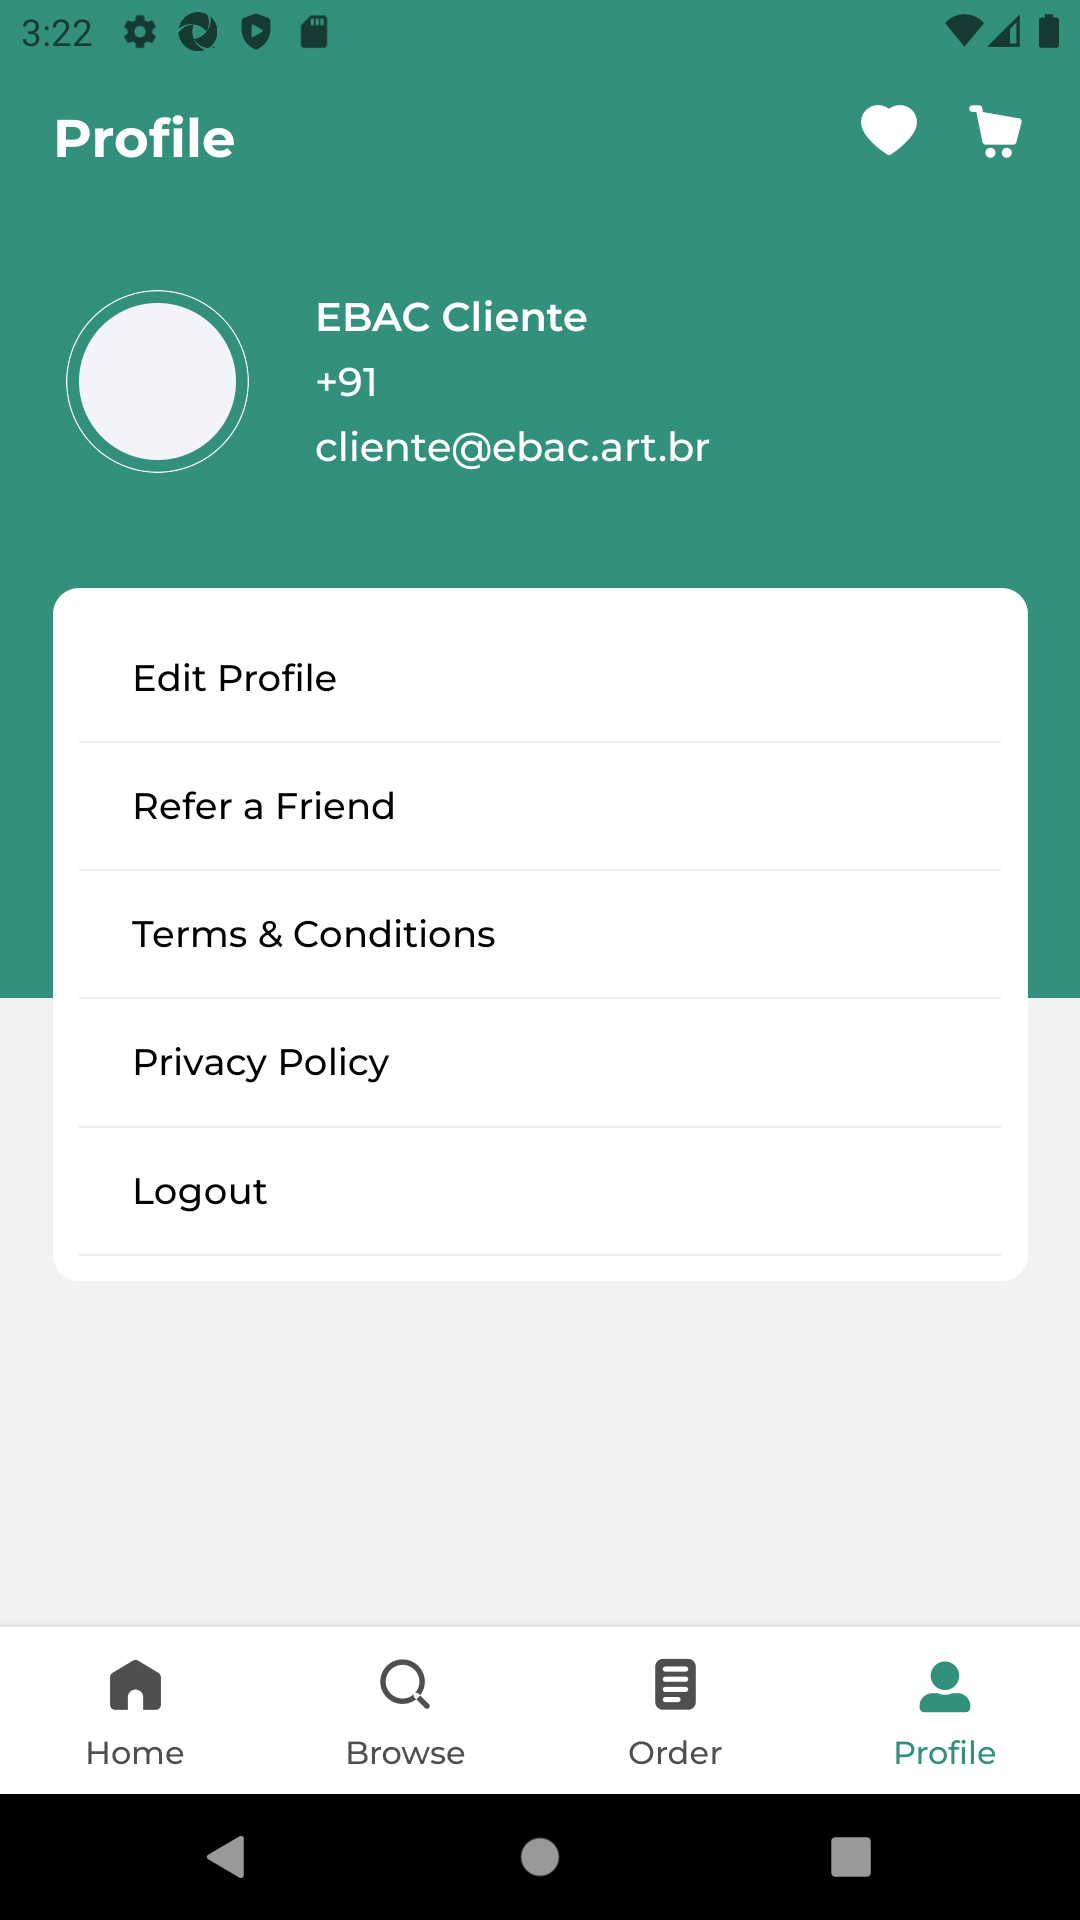 3:22
Profile
EBAC Cliente
+91
cliente@ebac.art.br
Edit Profile
Refer a Friend
Terms & Conditions
Privacy Policy
Logout
Home
Browse
Order
Profile